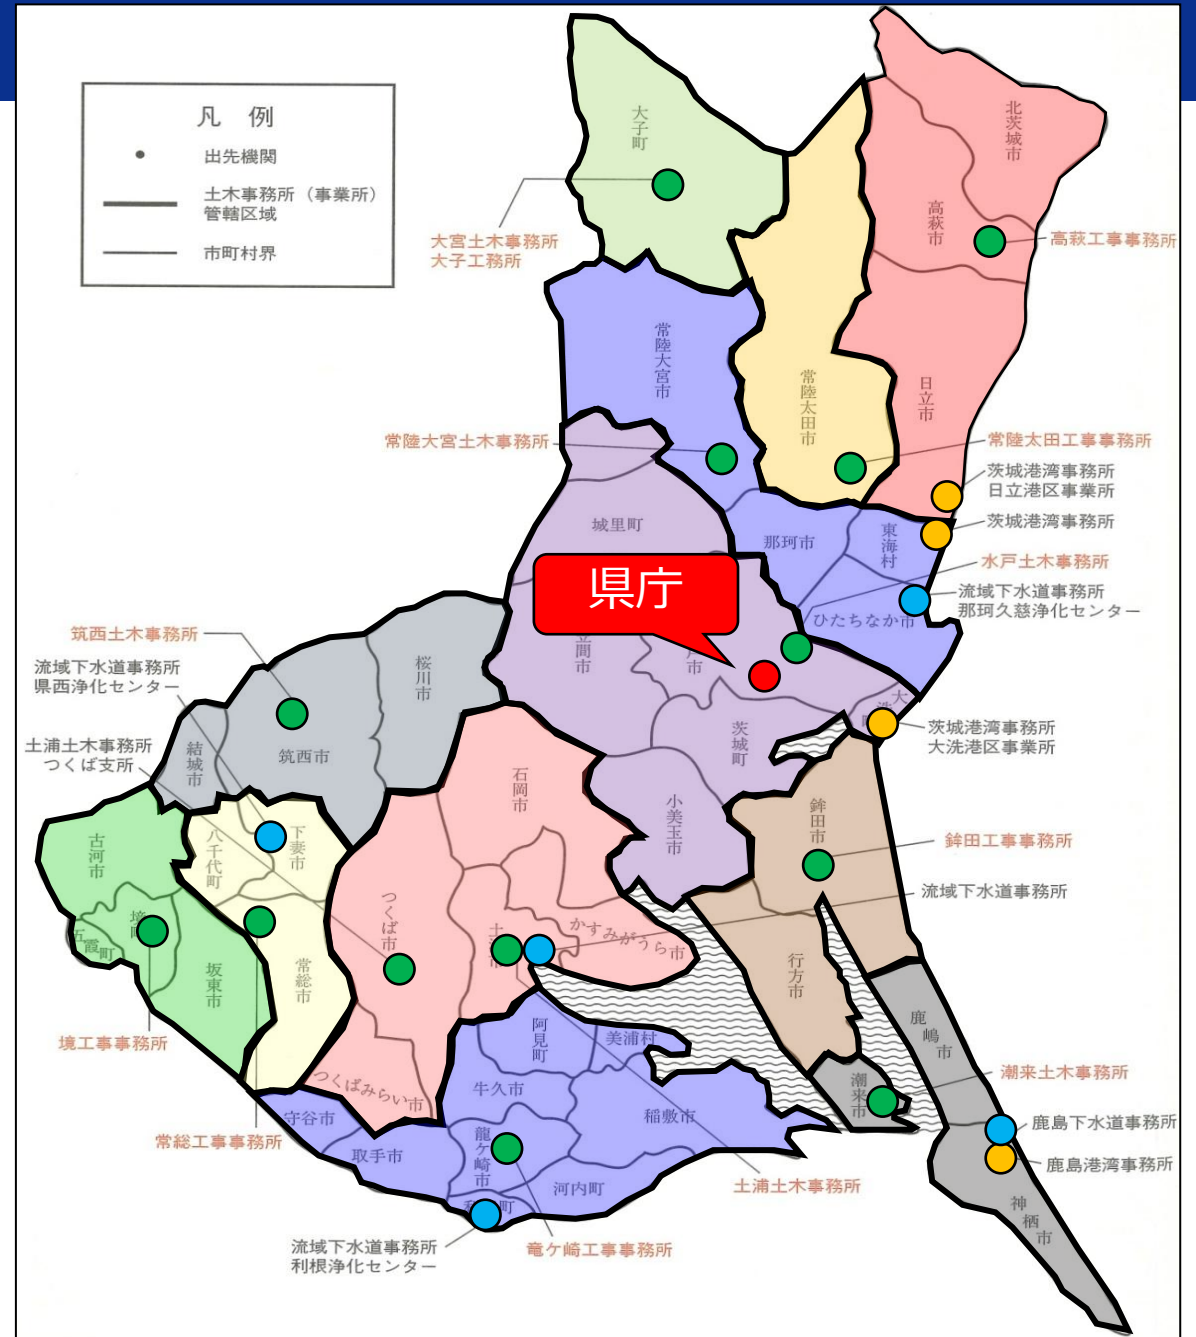 凡 例
出先機関
土木事務所（事業所）
管轄区域
市町村界
大子町
北茨城市
高萩市
高萩工事事務所
大宮土木事務所
大子工務所
常陸大宮市
常陸太田市
日立市
常陸大宮土木事務所
常陸太田工事事務所
茨城港湾事務所
日立港区事業所
茨城港湾事務所
城里町
那珂市
東海村
水戸土木事務所
県庁
流域下水道事務所
那珂久慈浄化センター
ひたちなか市
筑西土木事務所
流域下水道事務所
県西浄化センター
桜川市
間市
市
大
茨城港湾事務所
大洗港区事業所
茨城町
土浦土木事務所
つくば支所
結城市
筑西市
石岡市
小美玉市
鉾田市
鉾田工事事務所
古河市
八千代町
下妻市
流域下水道事務所
つくば市
かすみがうら市
五霞町
坂東市
常総市
行方市
境工事事務所
阿見町
美浦村
鹿嶋市
つくばみらい市
牛久市
稲敷市
潮来市
潮来土木事務所
守谷市
常総工事事務所
取手市
龍ケ崎市
河内町
町
鹿島下水道事務所
鹿島港湾事務所
土浦土木事務所
神栖市
流域下水道事務所
利根浄化センター
竜ケ崎工事事務所